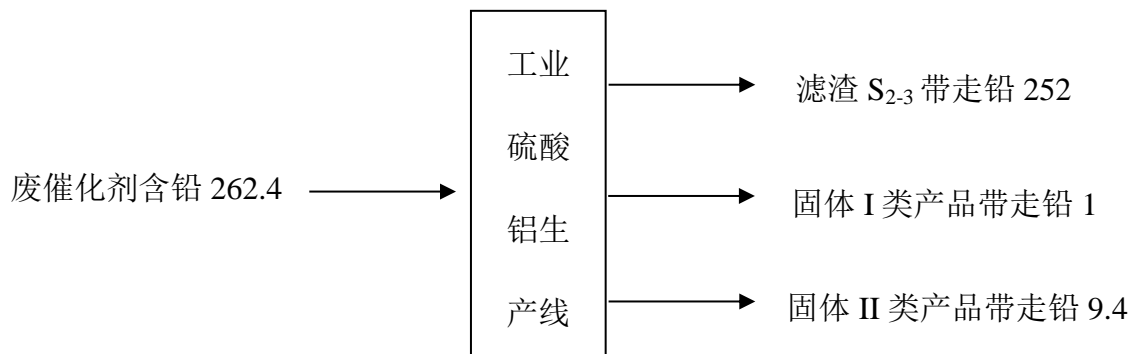 废催化剂含铅 262.4
工业
硫酸
铝生
产线
滤渣 S2-3 带走铅 252
固体 I 类产品带走铅 1
固体 II 类产品带走铅 9.4